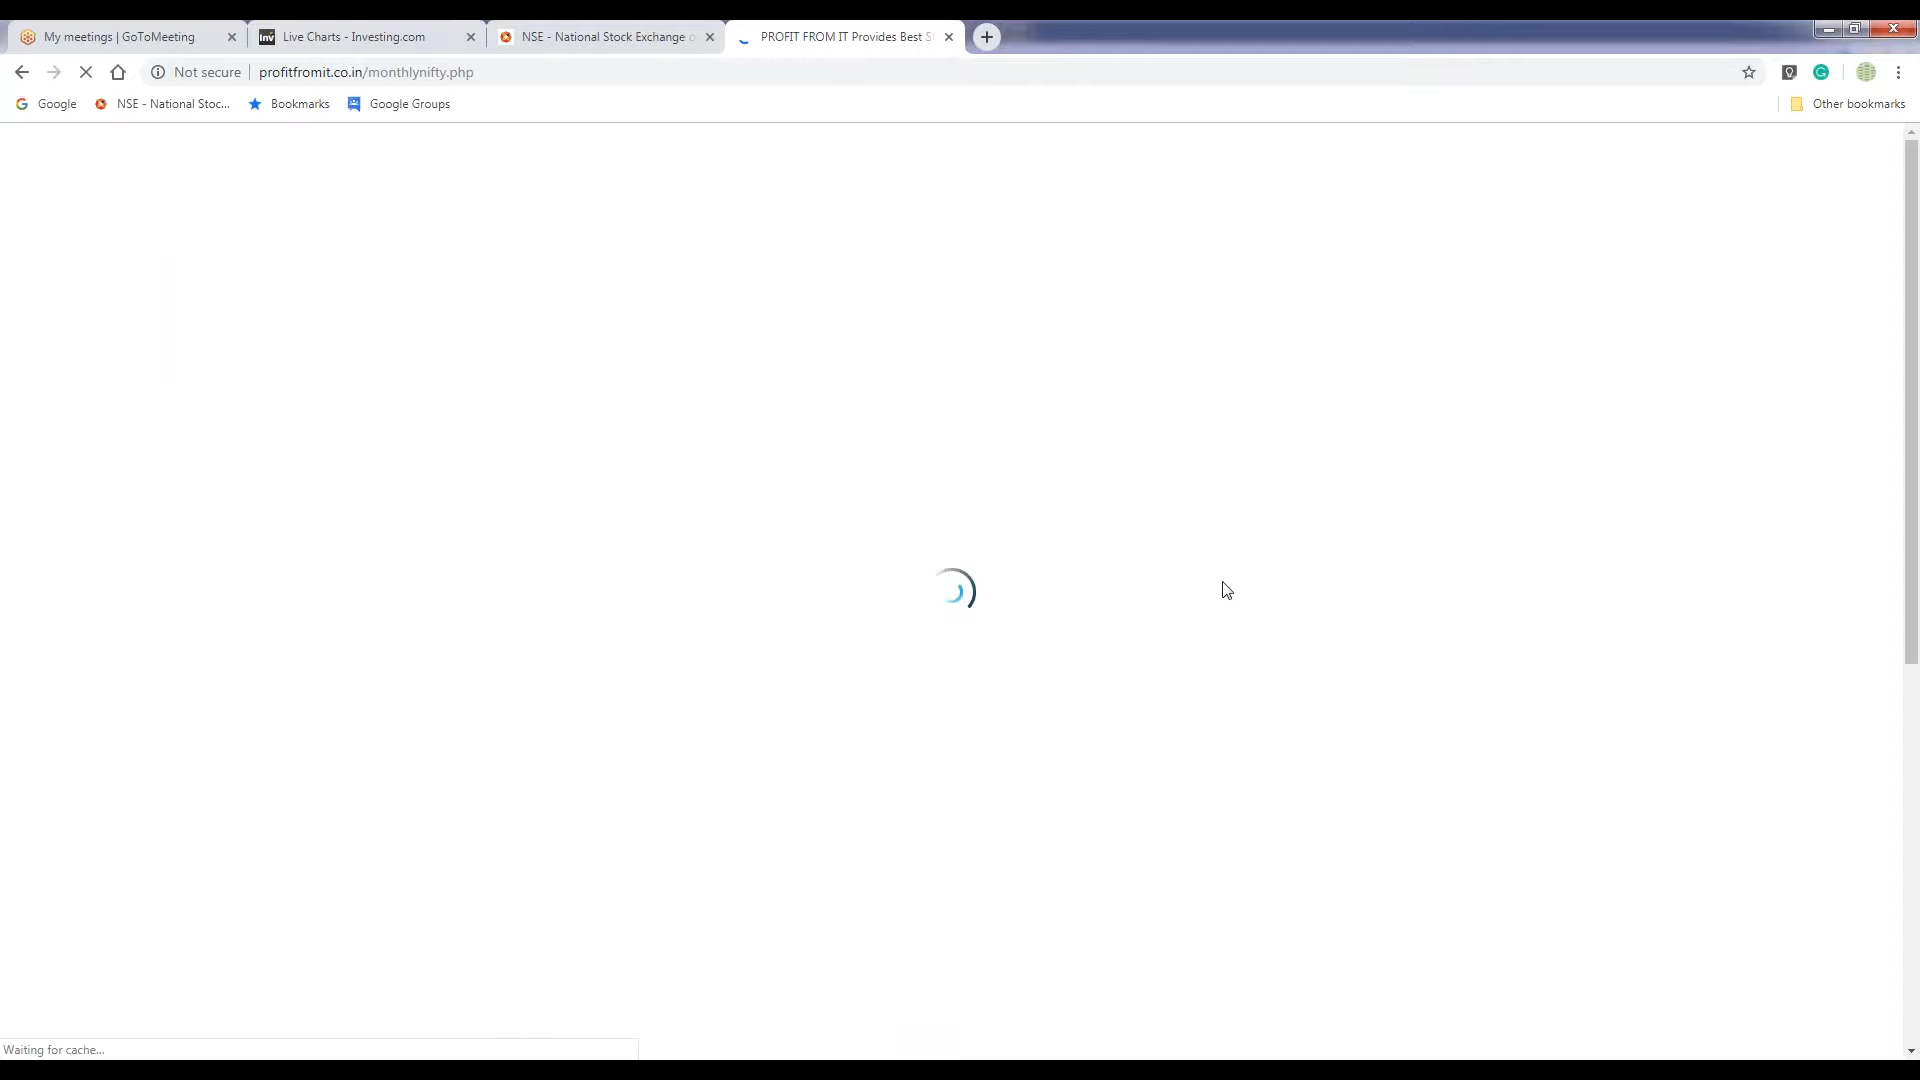 My meetings | GoToMeeting
Inv Live Charts - Investing.com
NSE - National Stock Exchange o
PROFIT FROM IT Provides Best S
Not secure | profitfromit.co.in/monthlynifty.php
Google
NSE - National Stoc...
Bookmarks
Google Groups
Other bookmarks
Waiting for cache...